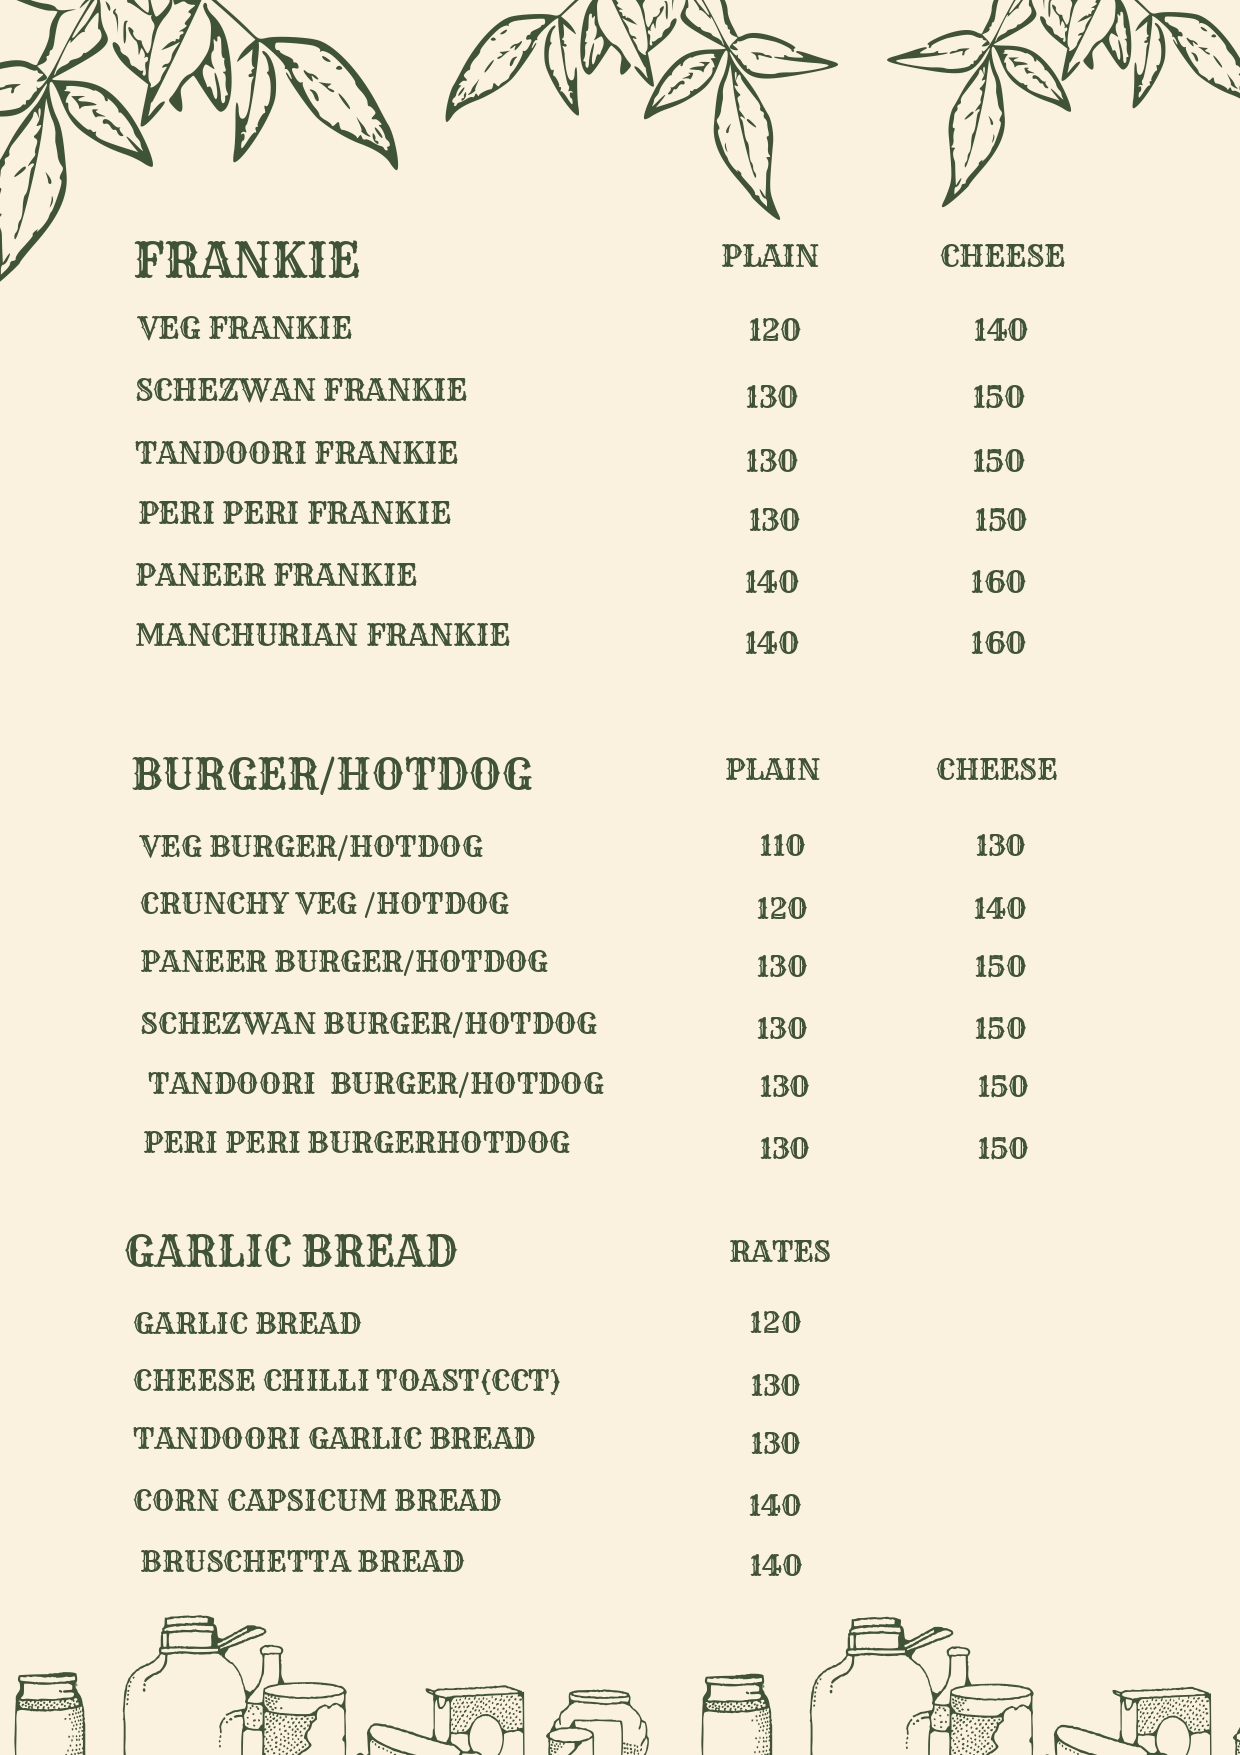 FRANKIE PLAIN CHEESE
VEG FRANKIE 120 140
SCHEZWAN FRANKIE 130 150
TANDOORI FRANKIE 130 150
PERI PERI FRANKIE 130 150
PANEER FRANKIE 140 160
MANCHURIAN FRANKIE 140 160
BURGER/HOTDOG PLAIN CHEESE
VEG BURGER/HOTDOG 110 130
CRUNCHY VEG /HOTDOG 120 140
PANEER BURGER/HOTDOG 130 150
SCHEZWAN BURGER/HOTDOG 130 150
TANDOORI BURGER/HOTDOG 130 150
PERI PERI BURGERHOTDOG 130 150
GARLIC BREAD RATES
GARLIC BREAD 120
CHEESE CHILLI TOAST(CCT) 130
TANDOORI GARLIC BREAD 130
CORN CAPSICUM BREAD 140
BRUSCHETTA BREAD 140